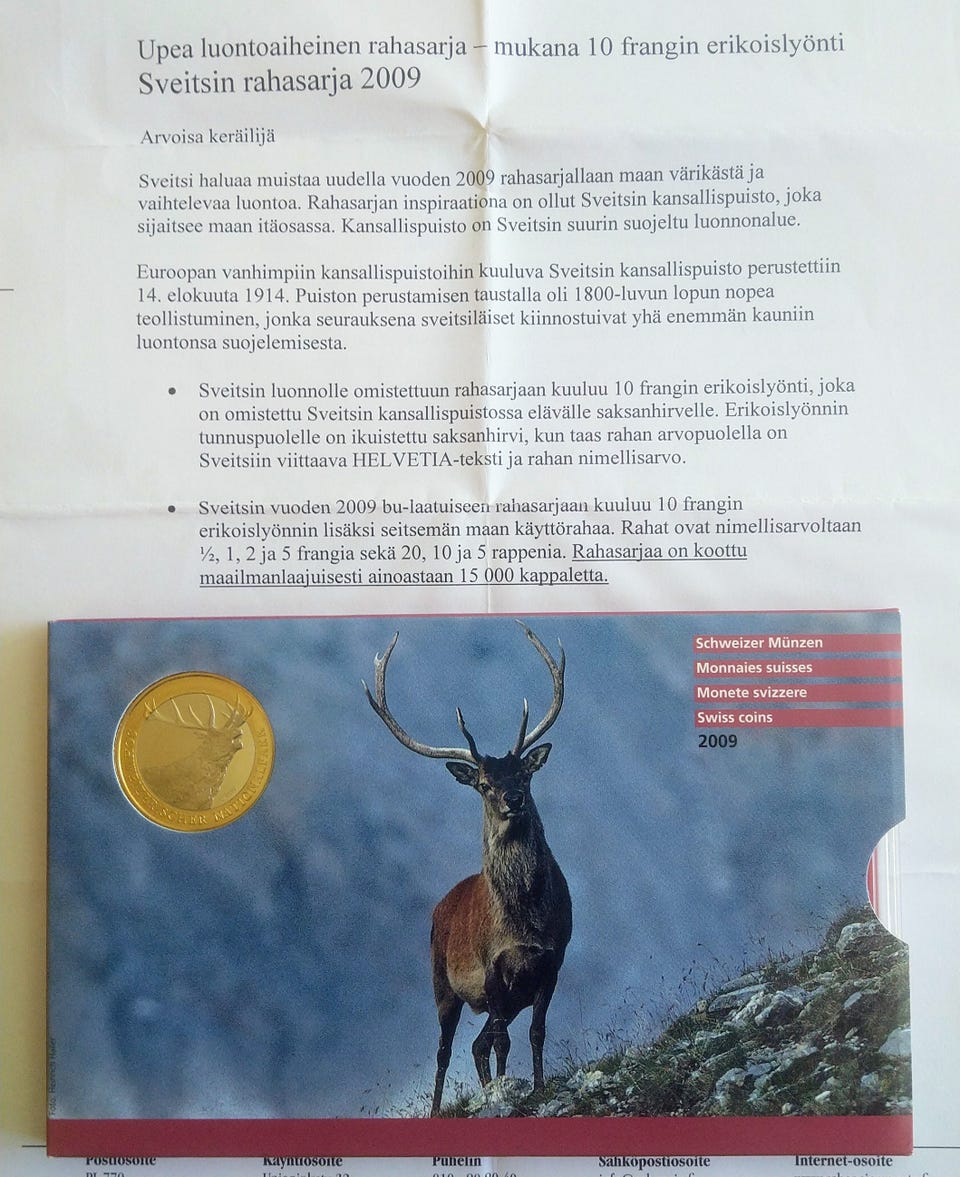 Upea luontoaiheinen rahasarja – mukana 10 frangin erikoislyönti
Sveitsin rahasarja 2009
Arvoisa keräilijä
Sveitsi haluaa muistaa uudella vuoden 2009 rahasarjallaan maan värikästä ja
vaihtelevaa luontoa. Rahasarjan inspiraationa on ollut Sveitsin kansallispuisto, joka
sijaitsee maan itäosassa. Kansallispuisto on Sveitsin suurin suojeltu luonnonalue.
Euroopan vanhimpiin kansallispuistoihin kuuluva Sveitsin kansallispuisto perustettiin
14. elokuuta 1914. Puiston perustamisen taustalla oli 1800-luvun lopun nopea
teollistuminen, jonka seurauksena sveitsiläiset kiinnostuivat yhä enemmän kauniin
luontonsa suojelemisesta.
• Sveitsin luonnolle omistettuun rahasarjaan kuuluu 10 frangin erikoislyönti, joka
on omistettu Sveitsin kansallispuistossa elävälle saksanhirvelle. Erikoislyönnin
tunnuspuolelle on ikuistettu saksanhirvi, kun taas rahan arvopuolella on
Sveitsiin viittaava HELVETIA-teksti ja rahan nimellisarvo.
• Sveitsin vuoden 2009 bu-laatuiseen rahasarjaan kuuluu 10 frangin
erikoislyönnin lisäksi seitsemän maan käyttörahaa. Rahat ovat nimellisarvoltaan
½, 1, 2 ja 5 frangia sekä 20, 10 ja 5 rappenia. Rahasarjaa on koottu
maailmanlaajuisesti ainoastaan 15 000 kappaletta.
Schweizer Münzen
Monnaies suisses
Monete svizzere
Swiss coins
2009
Postiosoite Käyntiosoite Puhelin Sähköpostiosoite Internet-osoite